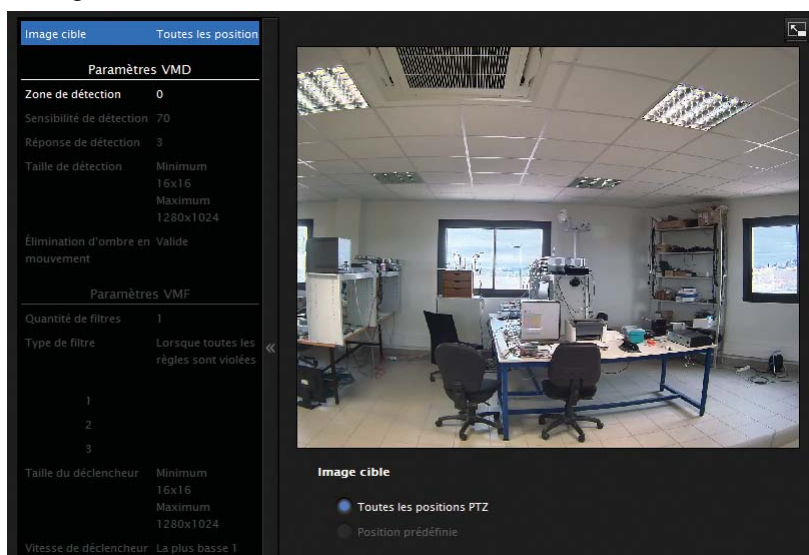 Image cible Toutes les position
Paramètres VMD
Zone de détection 0
Sensibilité de détection 70
Réponse de détection 3
Taille de détection Minimum
16x16
Maximum
1280x1024
Élimination d'ombre en Valide
mouvement
Paramètres VMF
Quantité de filtres 1
Type de filtre Lorsque toutes les
règles sont violées
1
2
3
Taille du déclencheur Minimum
16x16
Maximum
1280x1024
Vitesse de déclencheur La plus basse 1
«
Image cible
Toutes les positions PTZ
Position prédéfinie